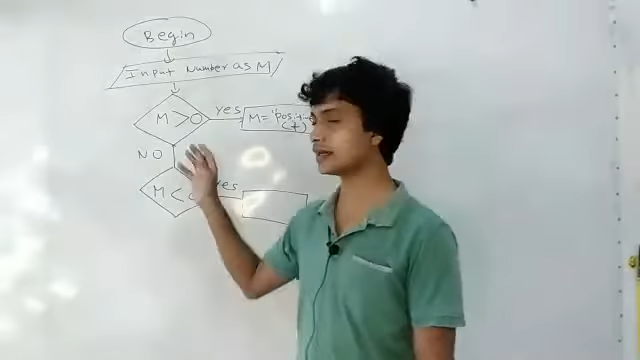 Begin
Input Number as M
M > 0
yes
M = "positive
(+)
NO
M <
yes